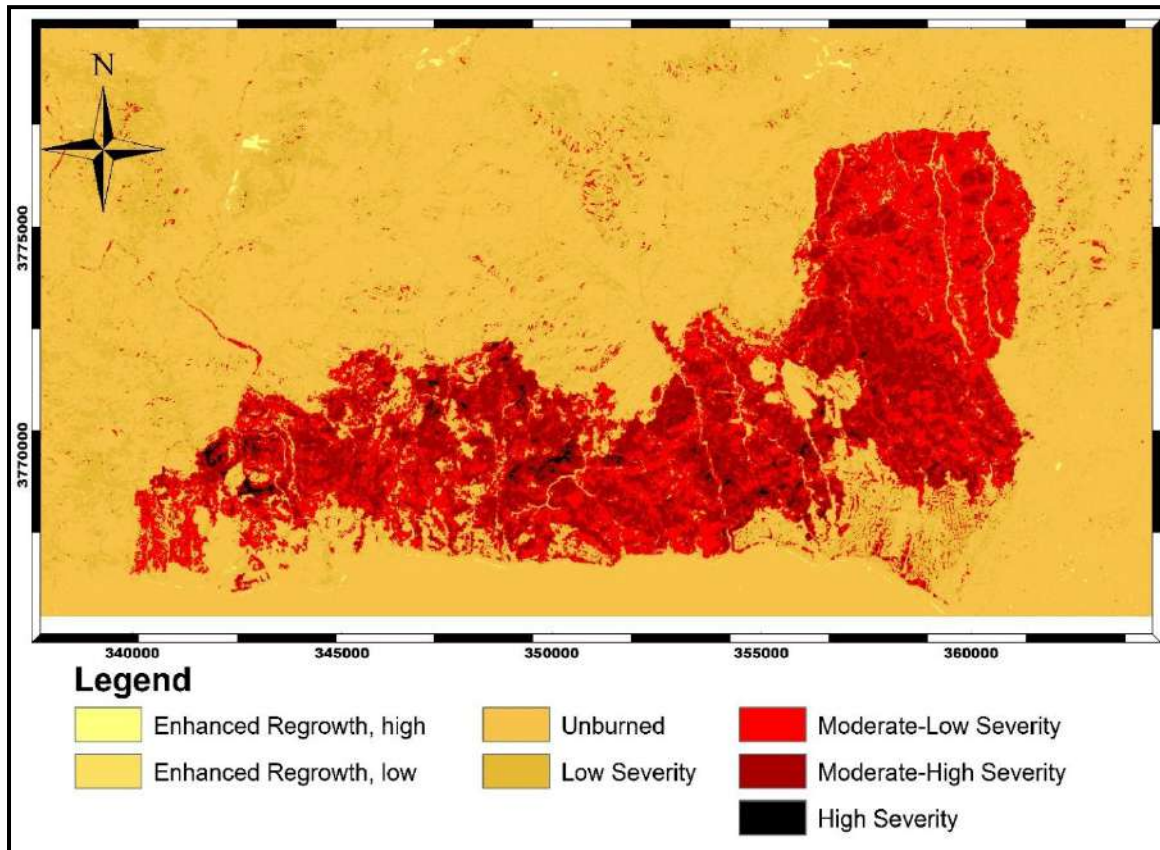 N
3775000
3770000
340000 345000 350000 355000 360000
Legend
Enhanced Regrowth, high
Unburned
Moderate-Low Severity
Enhanced Regrowth, low
Low Severity
Moderate-High Severity
High Severity